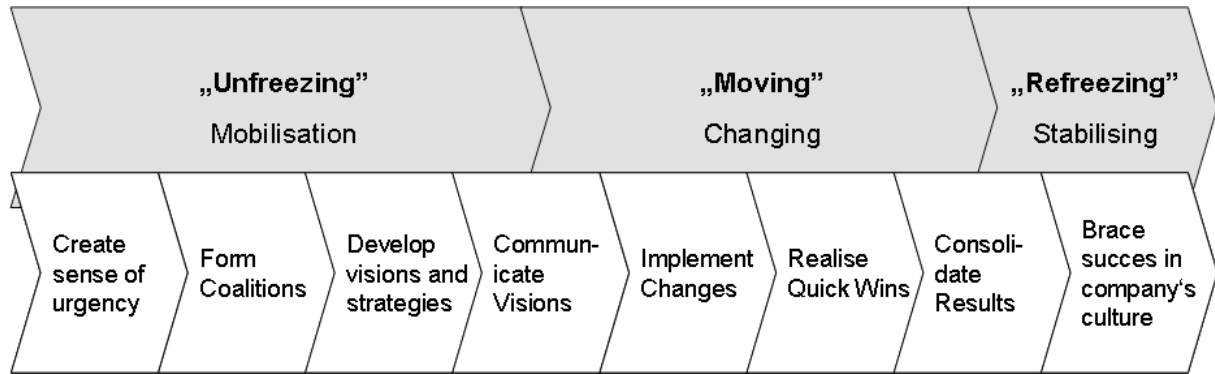 „Unfreezing”
Mobilisation
„Moving”
Changing
„Refreezing”
Stabilising
Create
sense of
urgency
Form
Coalitions
Develop
visions and
strategies
Commun-
icate
Visions
Implement
Changes
Realise
Quick Wins
Consoli-
date
Results
Brace
succes in
company‘s
culture